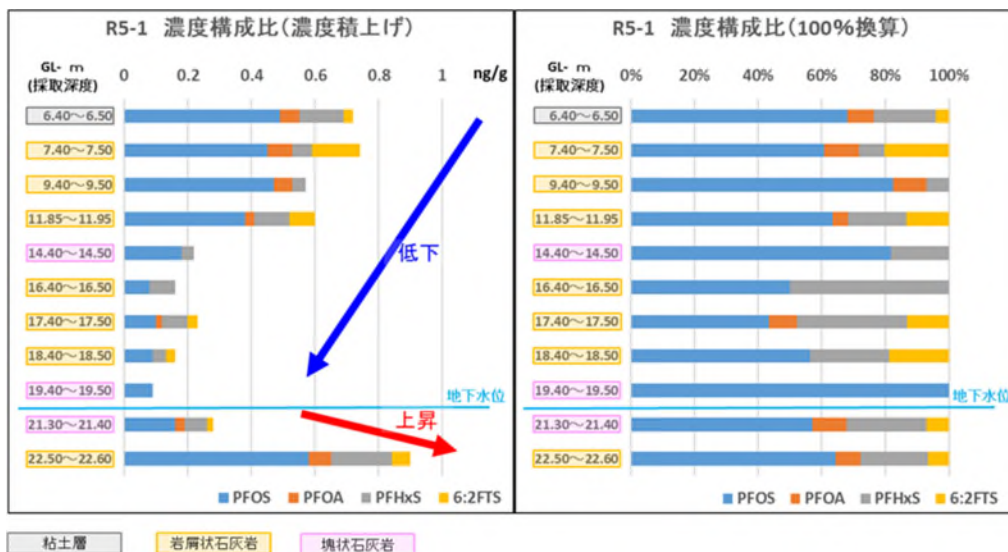 R5-1 濃度構成比(濃度積上げ)
GL- m
(採取深度)
0 0.2 0.4 0.6 0.8 1 ng/g
6.40～6.50
7.40～7.50
9.40～9.50
11.85～11.95
14.40～14.50
16.40～16.50
17.40～17.50
18.40～18.50
19.40～19.50
21.30～21.40
22.50～22.60
低下
地下水位
上昇
PFOS PFOA PFHxS 6:2FTS
R5-1 濃度構成比(100%換算)
GL- m
(採取深度)
0% 20% 40% 60% 80% 100%
6.40～6.50
7.40～7.50
9.40～9.50
11.85～11.95
14.40～14.50
16.40～16.50
17.40～17.50
18.40～18.50
19.40～19.50
21.30～21.40
22.50～22.60
地下水位
PFOS PFOA PFHxS 6:2FTS
粘土層 岩屑状石灰岩 塊状石灰岩